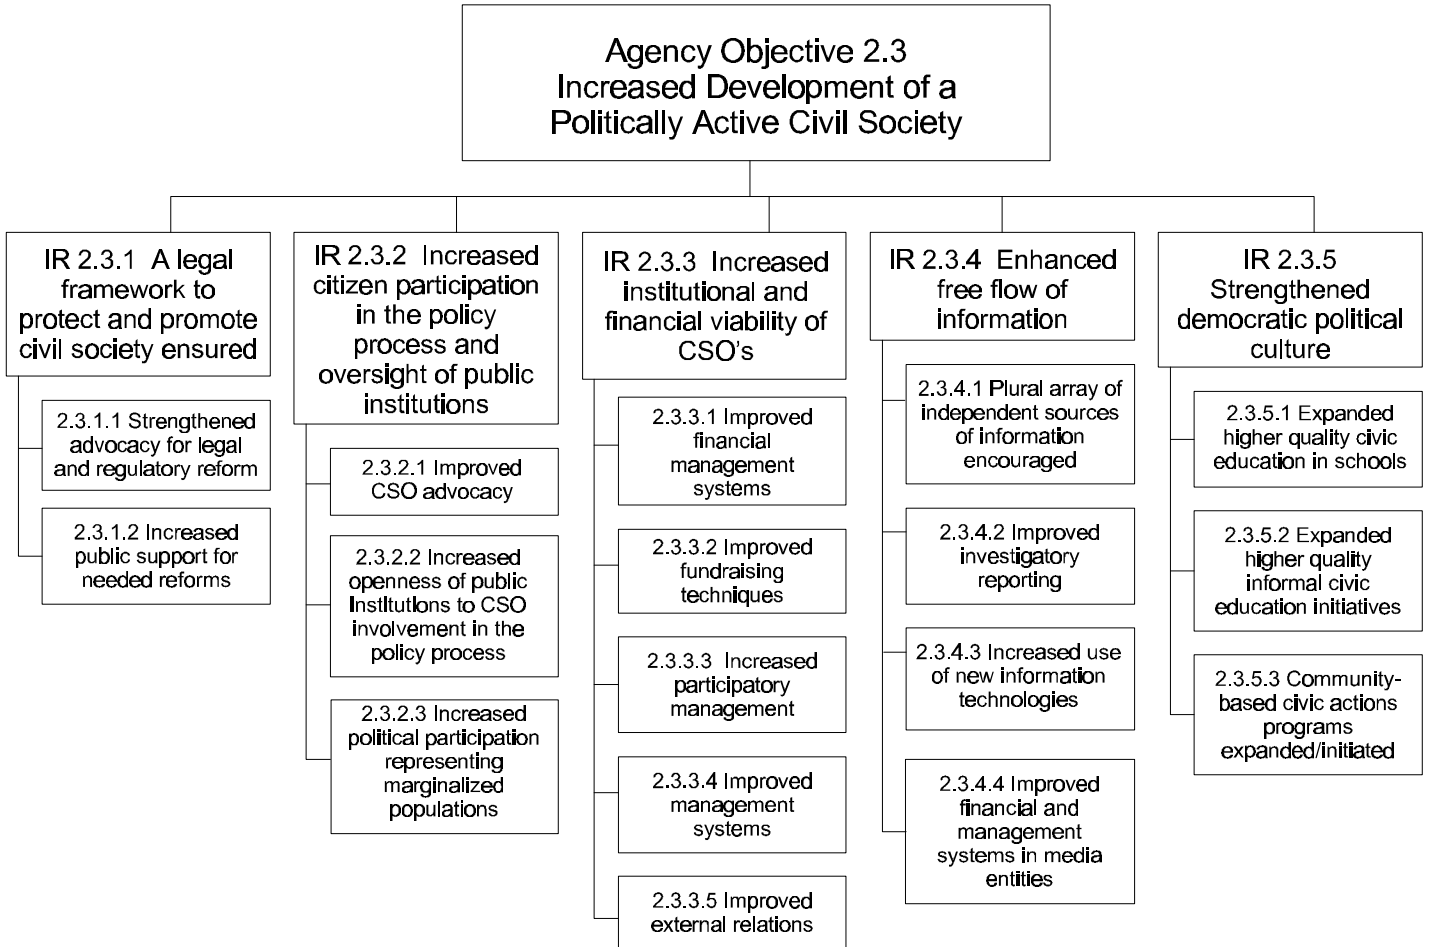 Agency Objective 2.3
Increased Development of a
Politically Active Civil Society
IR 2.3.1 A legal
framework to
protect and promote
civil society ensured
2.3.1.1 Strengthened
advocacy for legal
and regulatory reform
2.3.1.2 Increased
public support for
needed reforms
IR 2.3.2 Increased
citizen participation
in the policy
process and
oversight of public
institutions
2.3.2.1 Improved
CSO advocacy
2.3.2.2 Increased
openness of public
institutions to CSO
involvement in the
policy process
2.3.2.3 Increased
political participation
representing
marginalized
populations
IR 2.3.3 Increased
institutional and
financial viability of
CSO's
2.3.3.1 Improved
financial
management
systems
2.3.3.2 Improved
fundraising
techniques
2.3.3.3 Increased
participatory
management
2.3.3.4 Improved
management
systems
2.3.3.5 Improved
external relations
IR 2.3.4 Enhanced
free flow of
information
2.3.4.1 Plural array of
independent sources
of information
encouraged
2.3.4.2 Improved
investigatory
reporting
2.3.4.3 Increased use
of new information
technologies
2.3.4.4 Improved
financial and
management
systems in media
entities
IR 2.3.5
Strengthened
democratic political
culture
2.3.5.1 Expanded
higher quality civic
education in schools
2.3.5.2 Expanded
higher quality
informal civic
education initiatives
2.3.5.3 Community-
based civic actions
programs
expanded/initiated